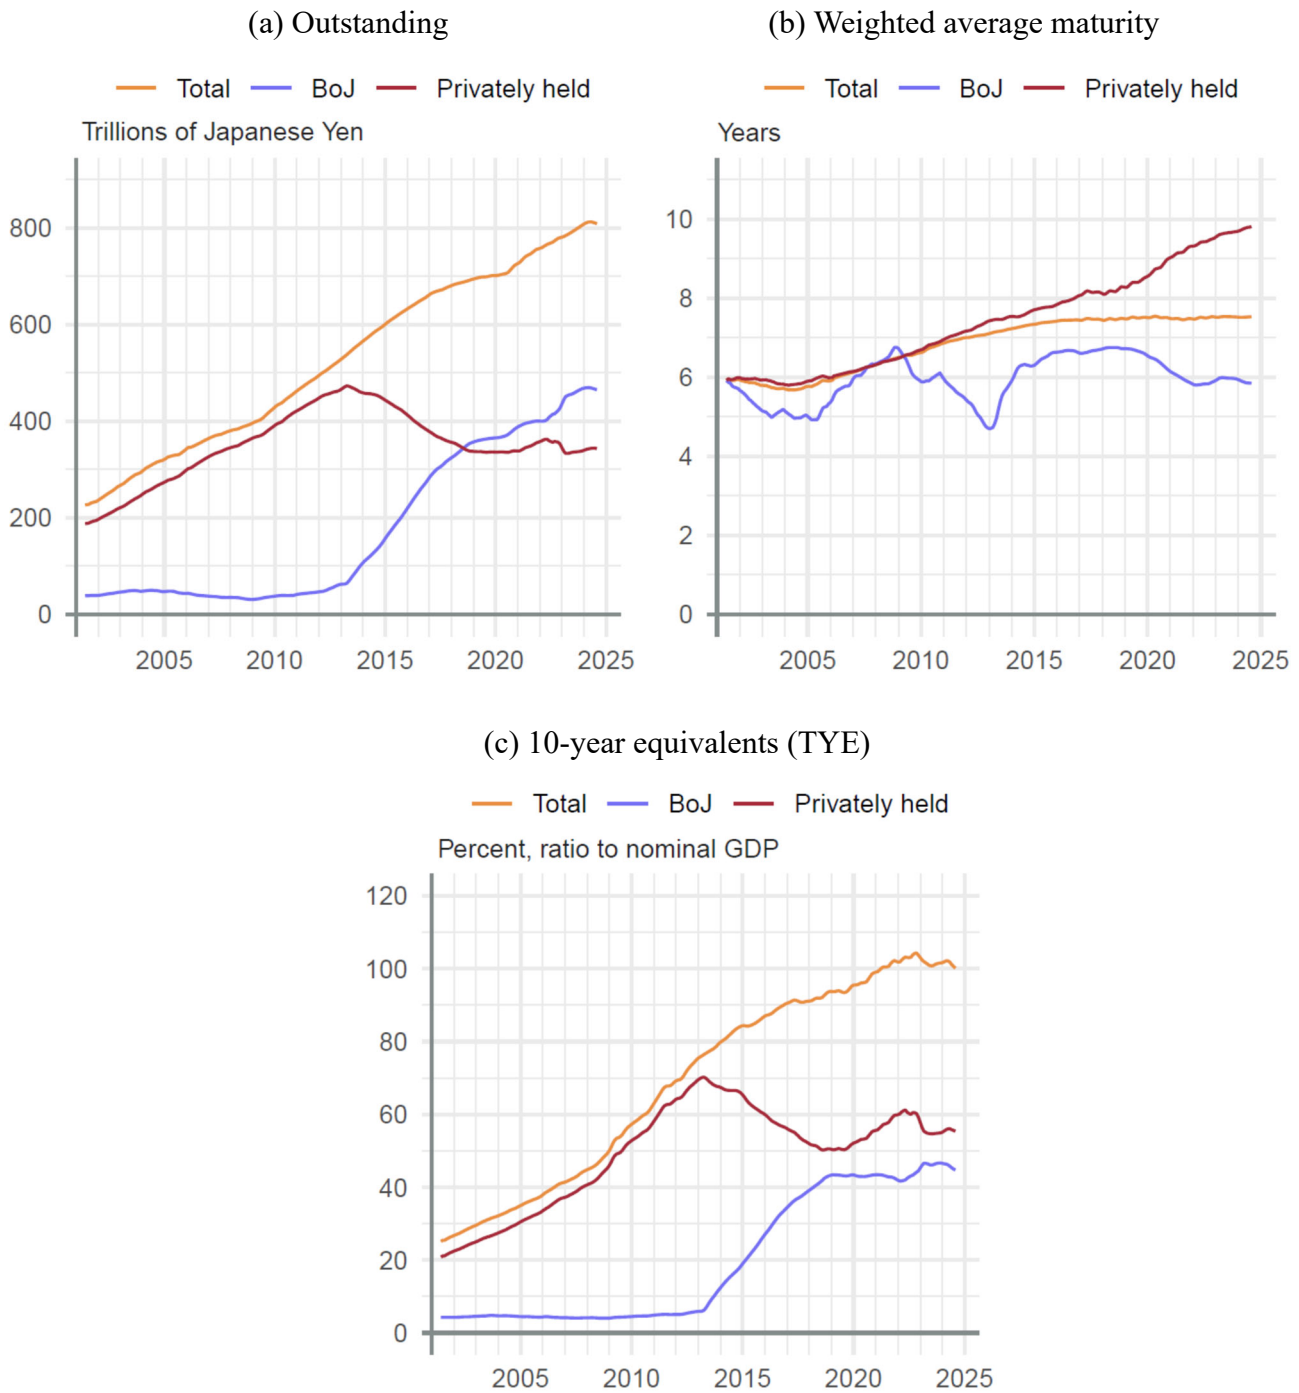 (a) Outstanding
Total BoJ Privately held
Trillions of Japanese Yen
800
600
400
200
0
2005 2010 2015 2020 2025
(b) Weighted average maturity
Total BoJ Privately held
Years
10
8
6
4
2
0
2005 2010 2015 2020 2025
(c) 10-year equivalents (TYE)
Total BoJ Privately held
Percent, ratio to nominal GDP
120
100
80
60
40
20
0
2005 2010 2015 2020 2025